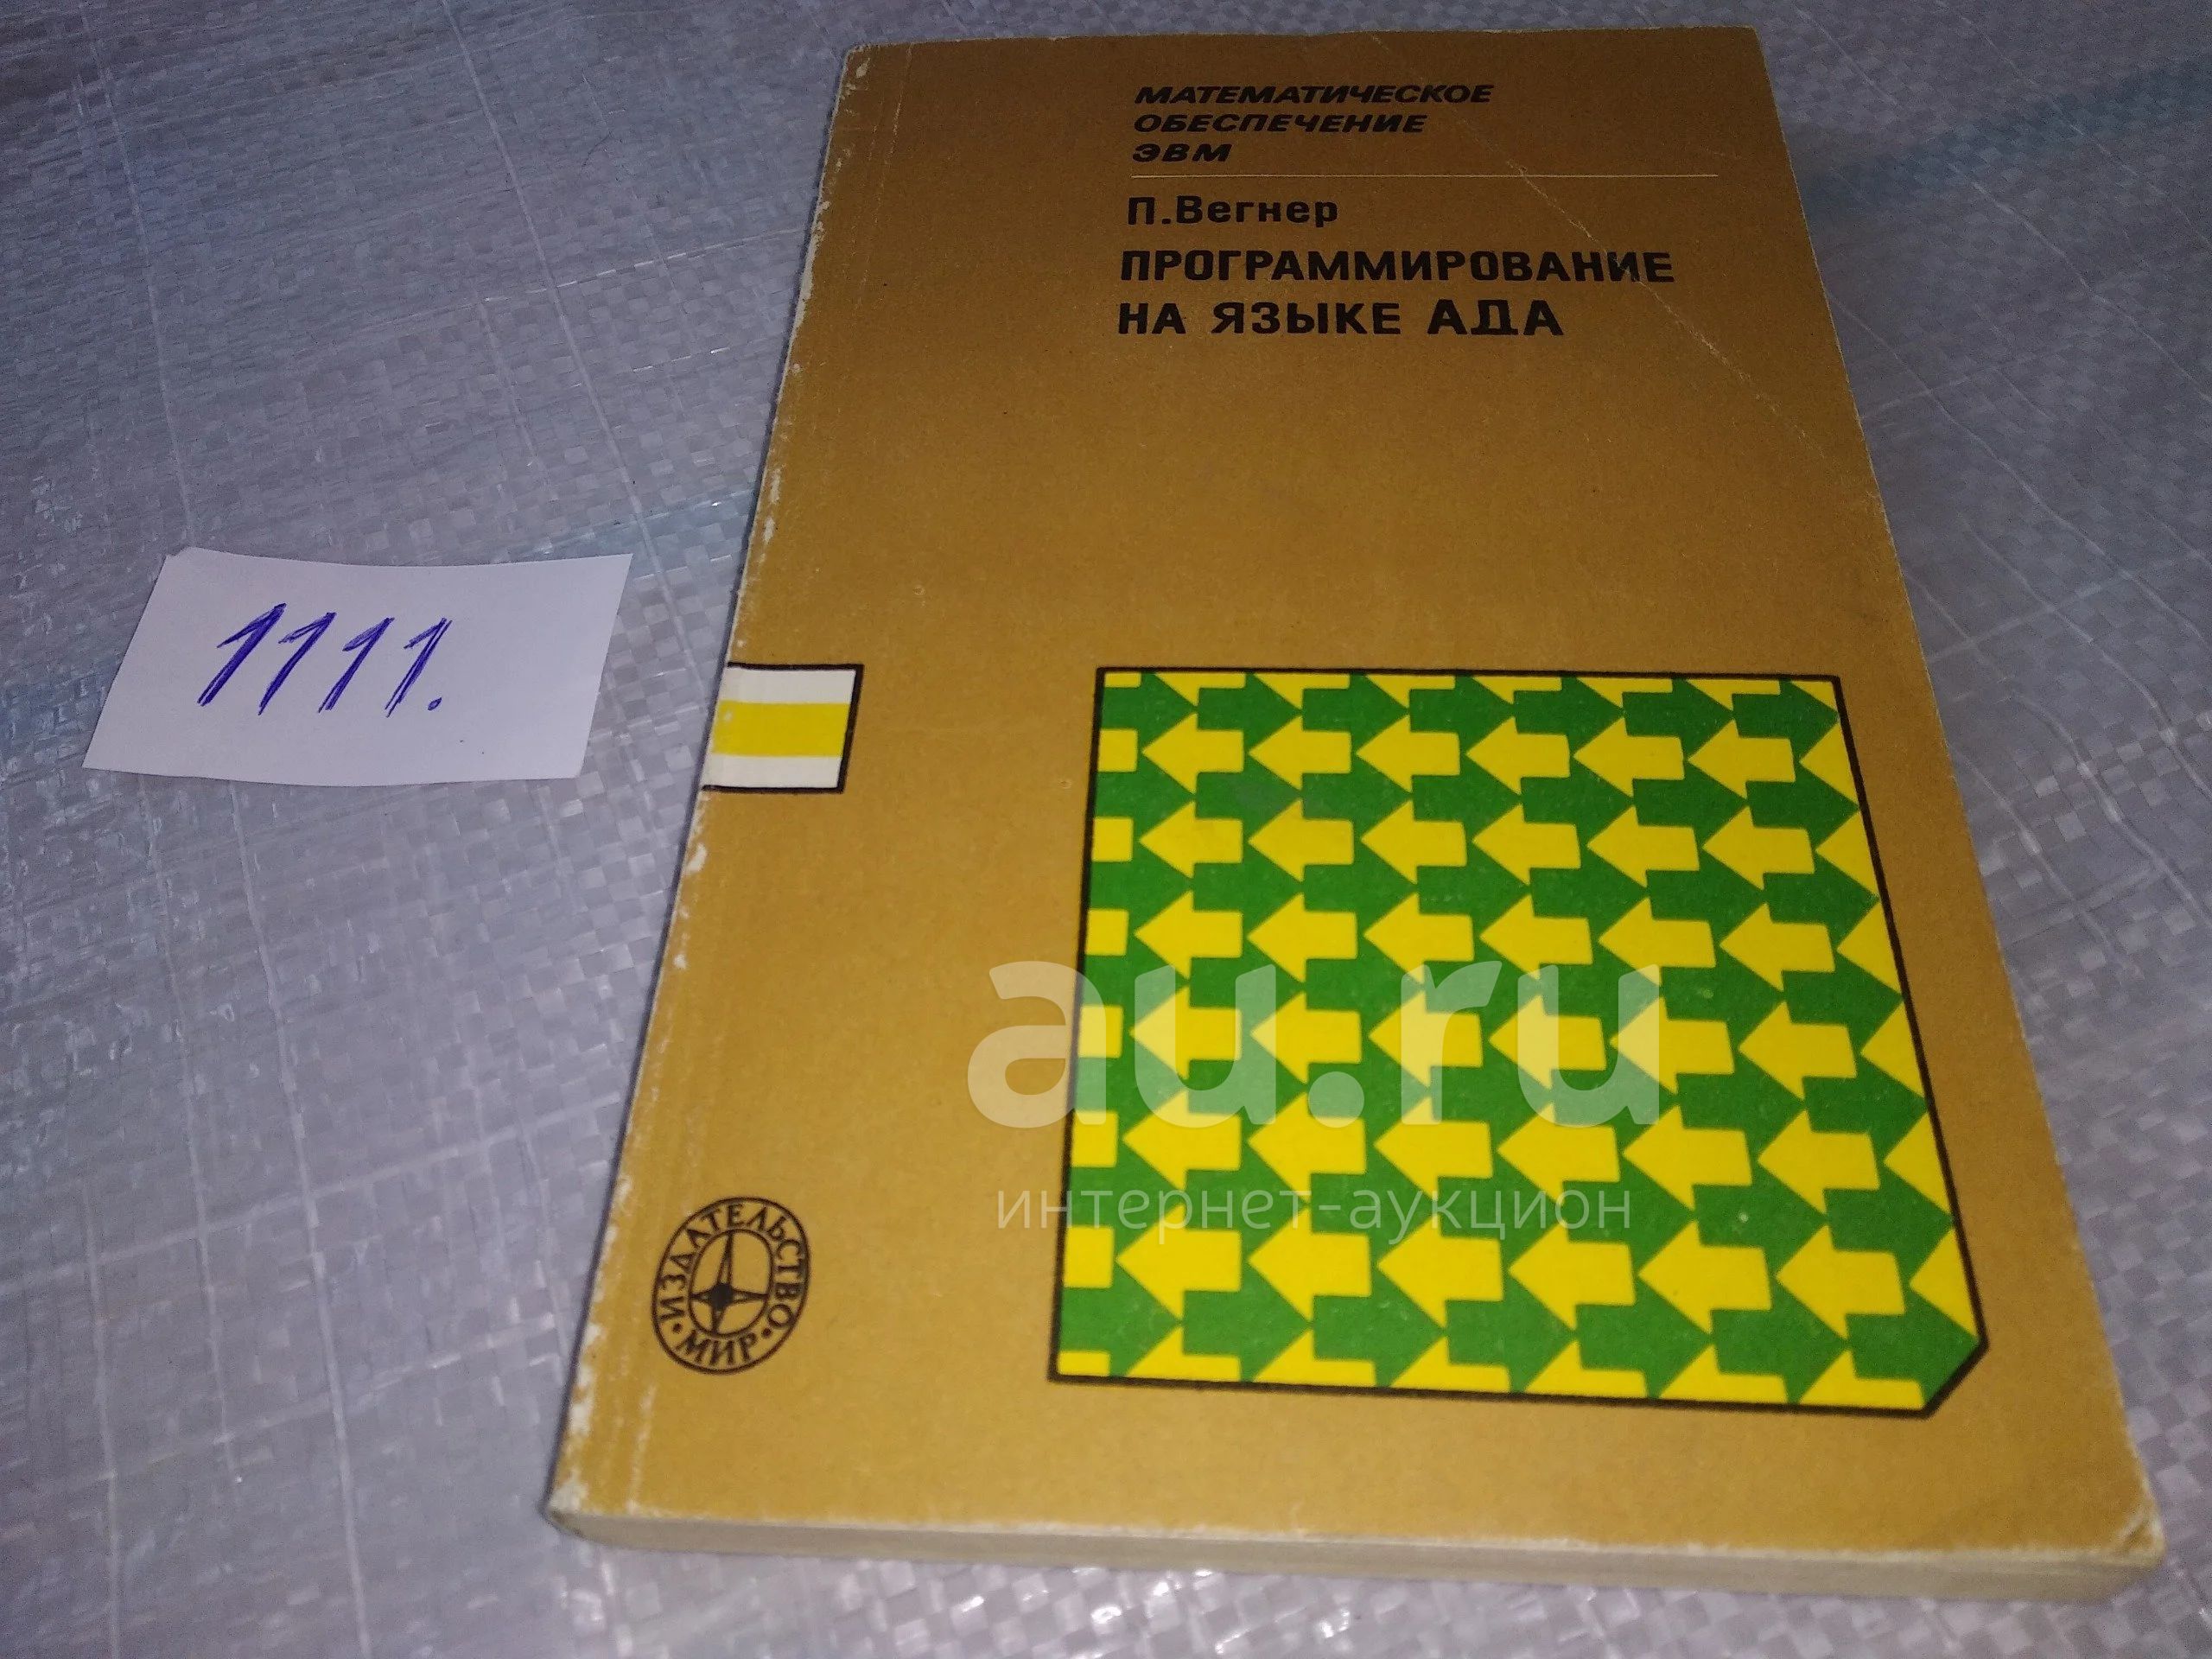 МАТЕМАТИЧЕСКОЕ
ОБЕСПЕЧЕНИЕ
ЭВМ
П.Вегнер
ПРОГРАММИРОВАНИЕ
НА ЯЗЫКЕ АДА
1111.
au.ru
интернет-аукцион
ИЗДАТЕЛЬСТВО
• МИР •